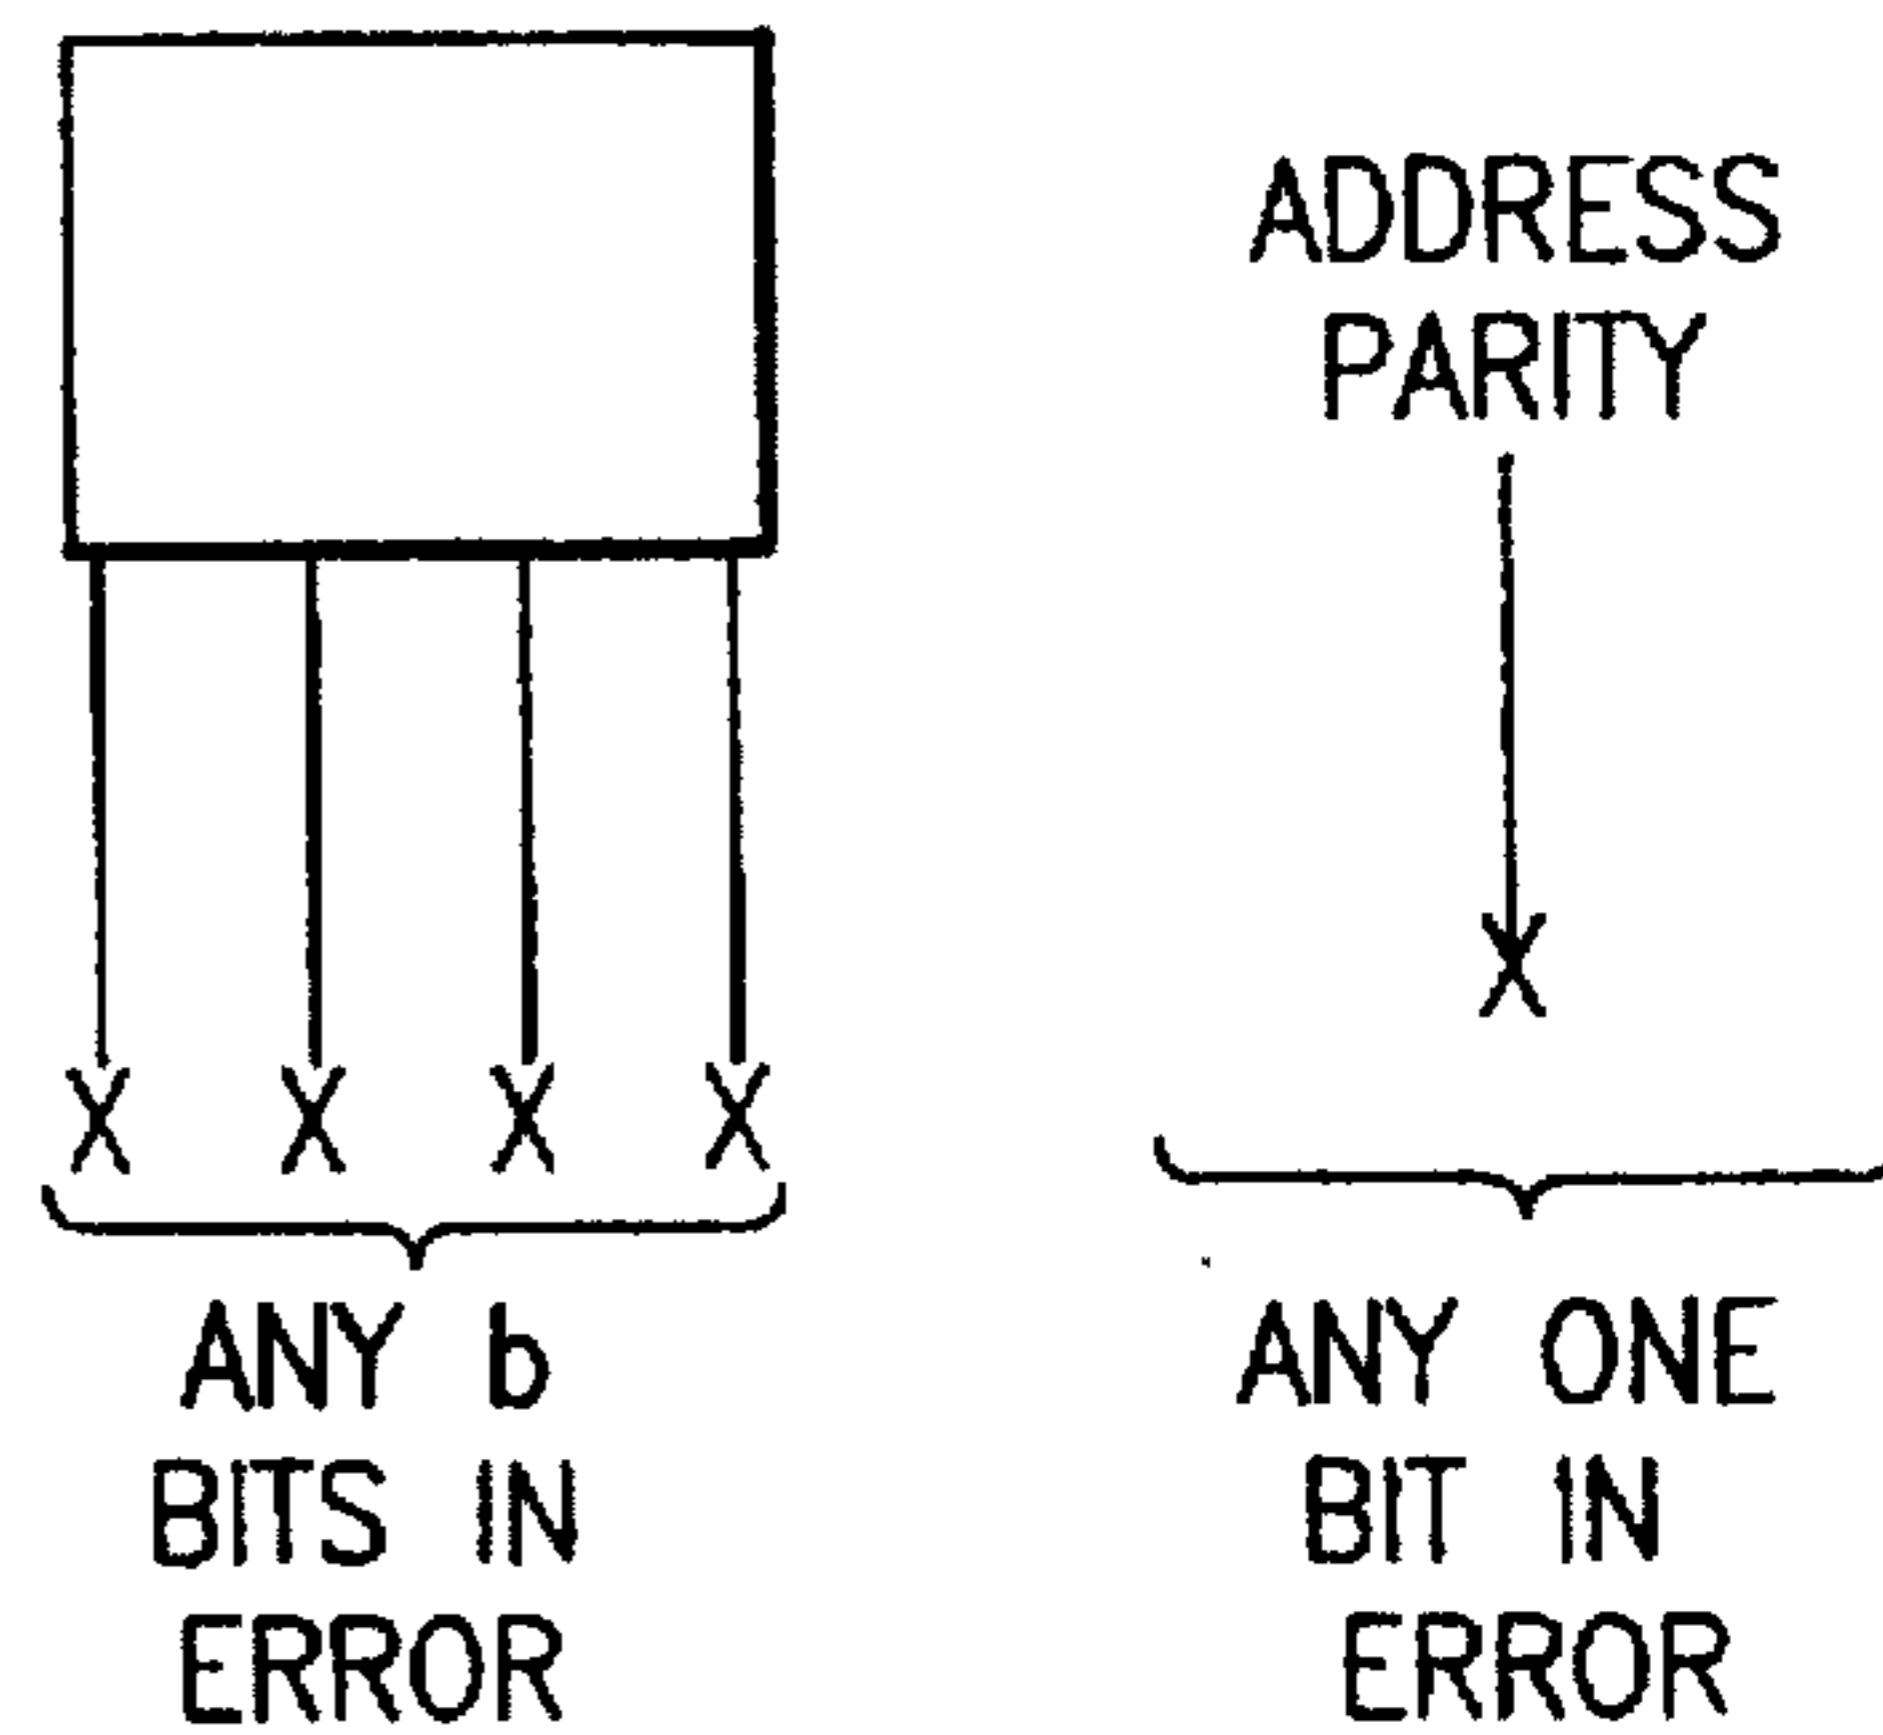 ADDRESS
PARITY
X X X X
X
ANY b
BITS IN
ERROR
ANY ONE
BIT IN
ERROR